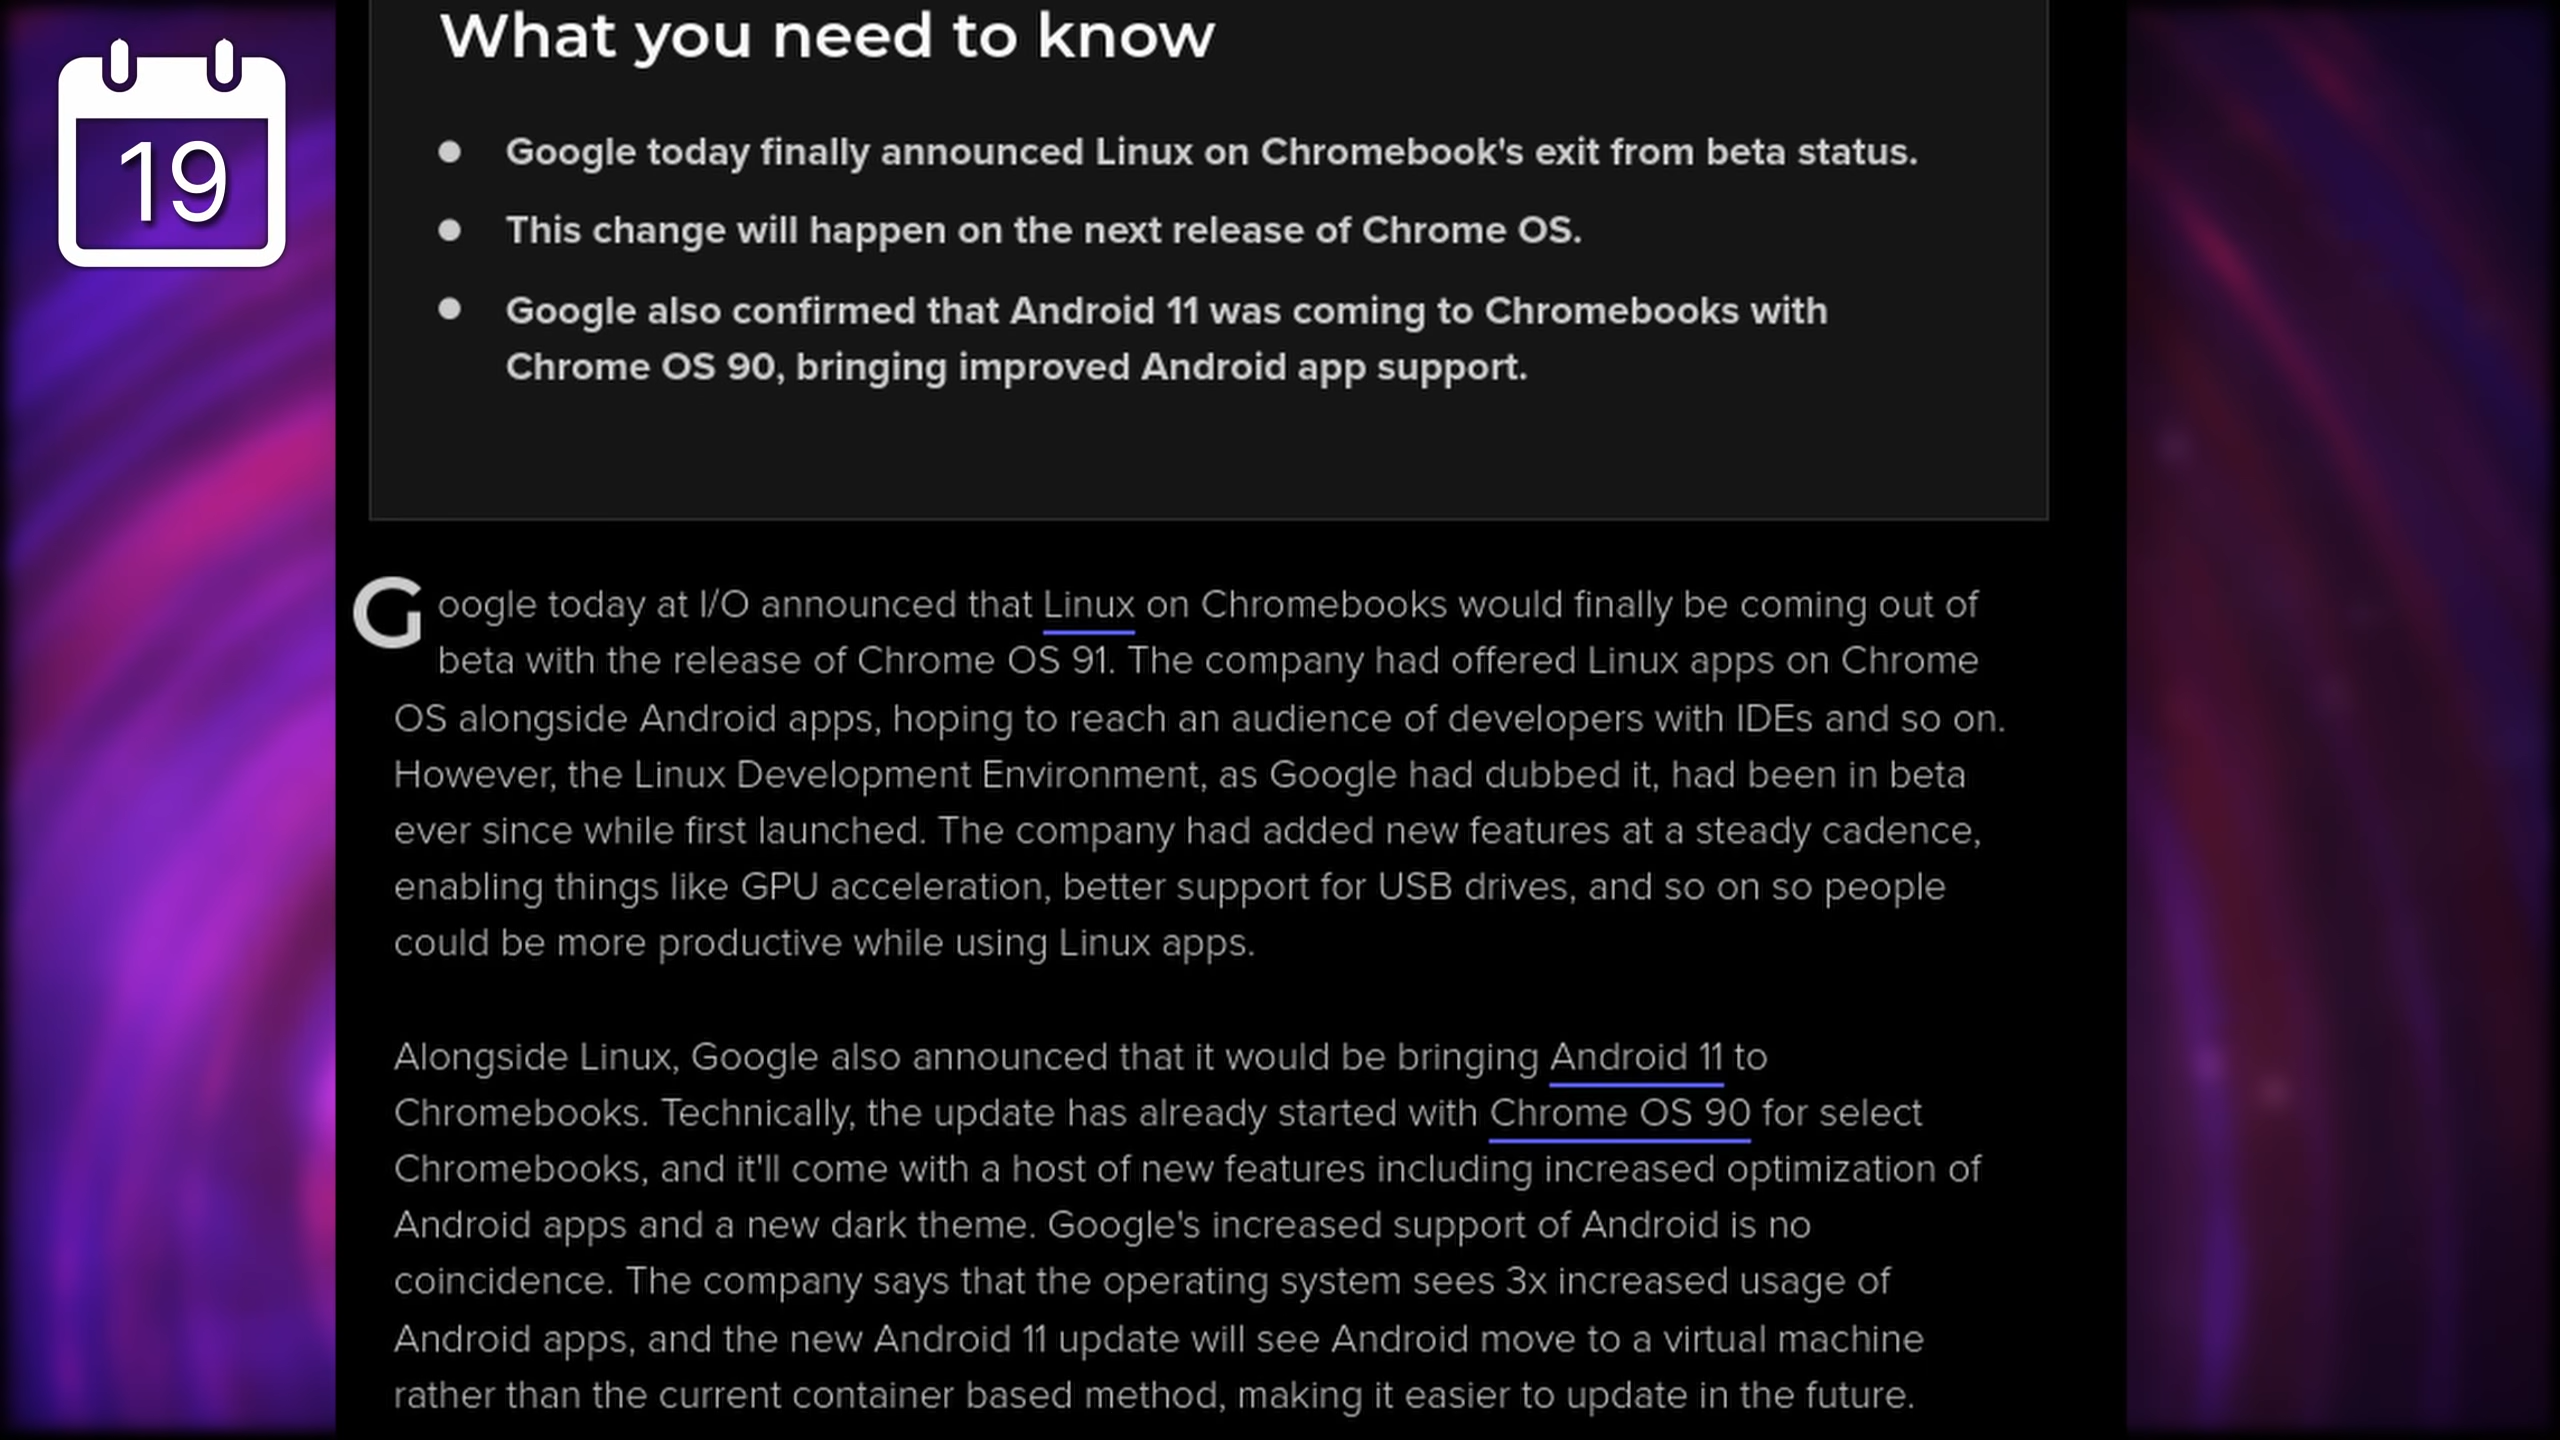 19
What you need to know
Google today finally announced Linux on Chromebook's exit from beta status.
This change will happen on the next release of Chrome OS.
Google also confirmed that Android 11 was coming to Chromebooks with
Chrome OS 90, bringing improved Android app support.
Google today at I/O announced that Linux on Chromebooks would finally be coming out of
beta with the release of Chrome OS 91. The company had offered Linux apps on Chrome
OS alongside Android apps, hoping to reach an audience of developers with IDEs and so on.
However, the Linux Development Environment, as Google had dubbed it, had been in beta
ever since while first launched. The company had added new features at a steady cadence,
enabling things like GPU acceleration, better support for USB drives, and so on so people
could be more productive while using Linux apps.
Alongside Linux, Google also announced that it would be bringing Android 11 to
Chromebooks. Technically, the update has already started with Chrome OS 90 for select
Chromebooks, and it'll come with a host of new features including increased optimization of
Android apps and a new dark theme. Google's increased support of Android is no
coincidence. The company says that the operating system sees 3x increased usage of
Android apps, and the new Android 11 update will see Android move to a virtual machine
rather than the current container based method, making it easier to update in the future.